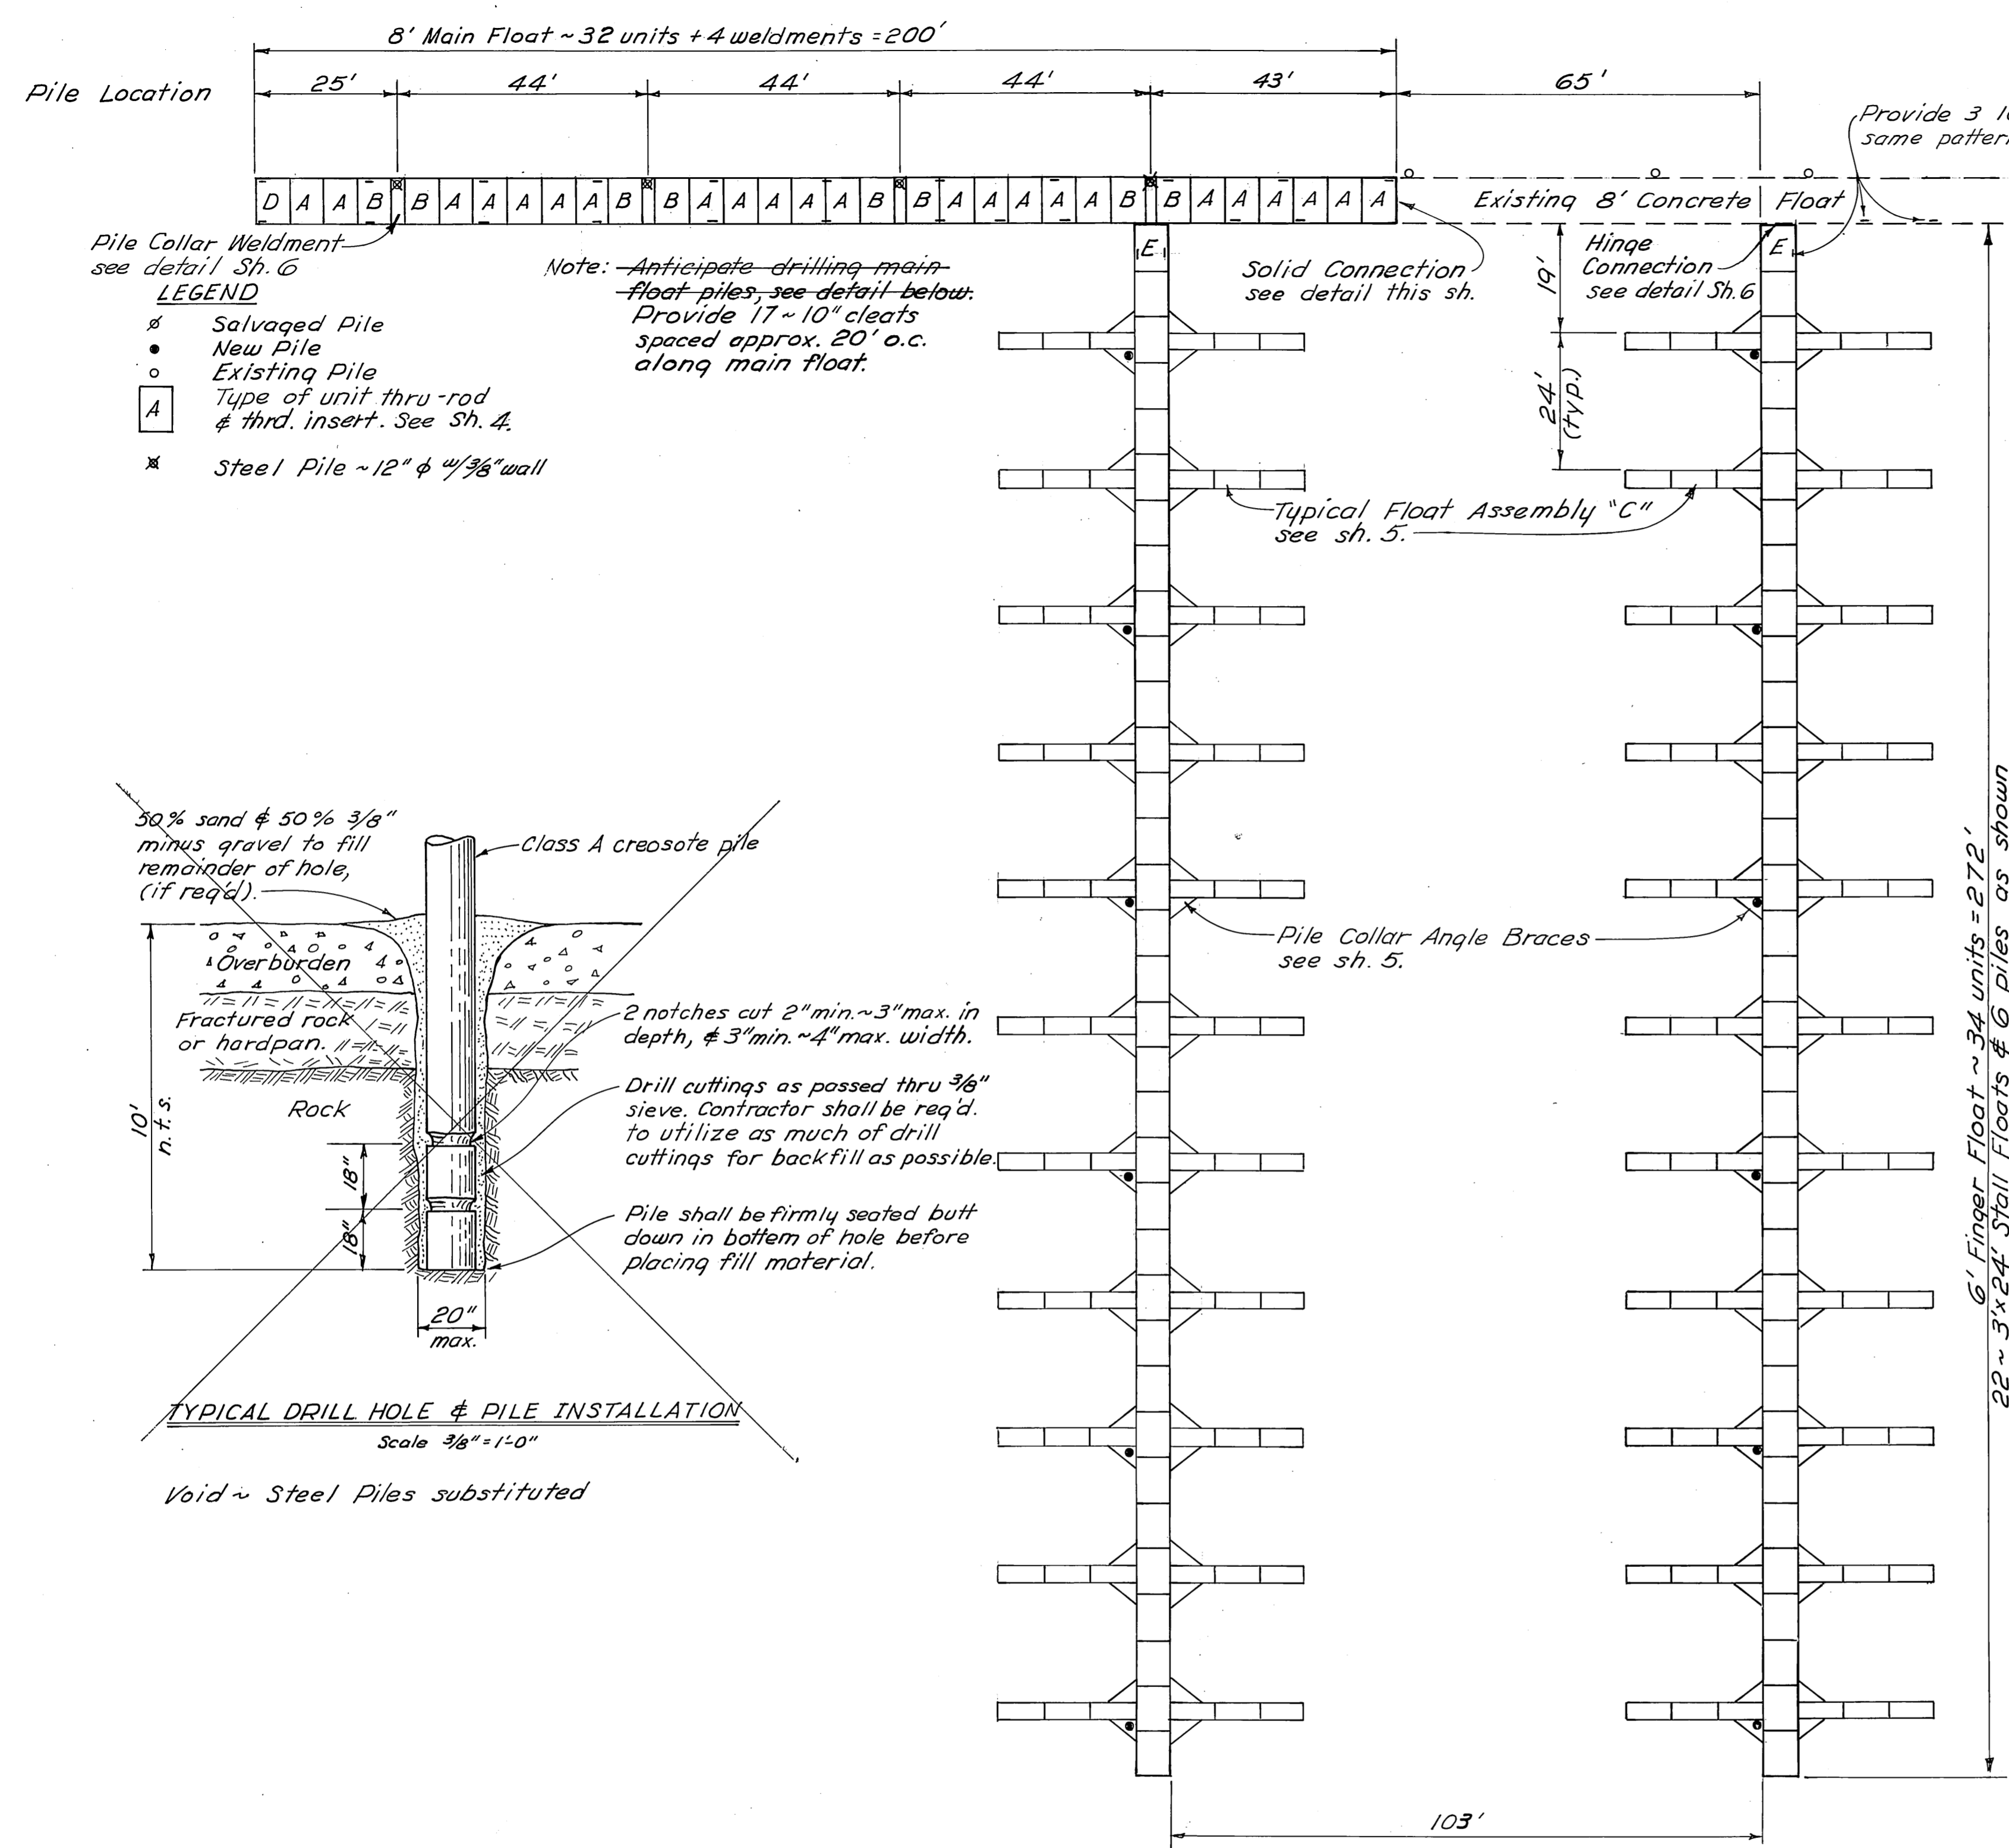 8' Main Float ~ 32 units + 4 weldments = 200'
Pile Location
25'
44'
44'
44'
43'
65'
Provide 3
same
D A A B B A A A A A B B A A A A A B B A A A A A B B A A A A A A
Existing 8' Concrete Float
Pile Collar Weldment
see detail Sh. 6
Note: Anticipate drilling main
float piles, see detail below.
Provide 17 ~ 10" cleats
spaced approx. 20' o.c.
along main float.
E
Solid Connection
see detail this sh.
19'
Hinge
Connection
see detail Sh. 6
E
LEGEND
ø Salvaged Pile
● New Pile
○ Existing Pile
A Type of unit thru-rod
& thrd. insert. See Sh. 4.
Steel Pile ~ 12" ϕ w/3/8" wall
24'
(typ.)
Typical Float Assembly "C"
see sh. 5.
50% sand & 50% 3/8"
minus gravel to fill
remainder of hole,
(if req'd).
Class A creosote pile
Overburden
Fractured rock
or hardpan.
Rock
10'
n.t.s.
18"
18"
20"
max.
2 notches cut 2" min. ~ 3" max. in
depth, & 3" min. ~ 4" max. width.
Drill cuttings as passed thru 3/8"
sieve. Contractor shall be req'd.
to utilize as much of drill
cuttings for backfill as possible.
Pile shall be firmly seated butt
down in bottem of hole before
placing fill material.
Pile Collar Angle Braces
see sh. 5.
TYPICAL DRILL HOLE & PILE INSTALLATION
Scale 3/8" = 1'-0"
Void ~ Steel Piles substituted
6' Finger Float ~ 34 units = 272'
22 ~ 3' x 24' Stall Floats & 6 piles as shown
103'